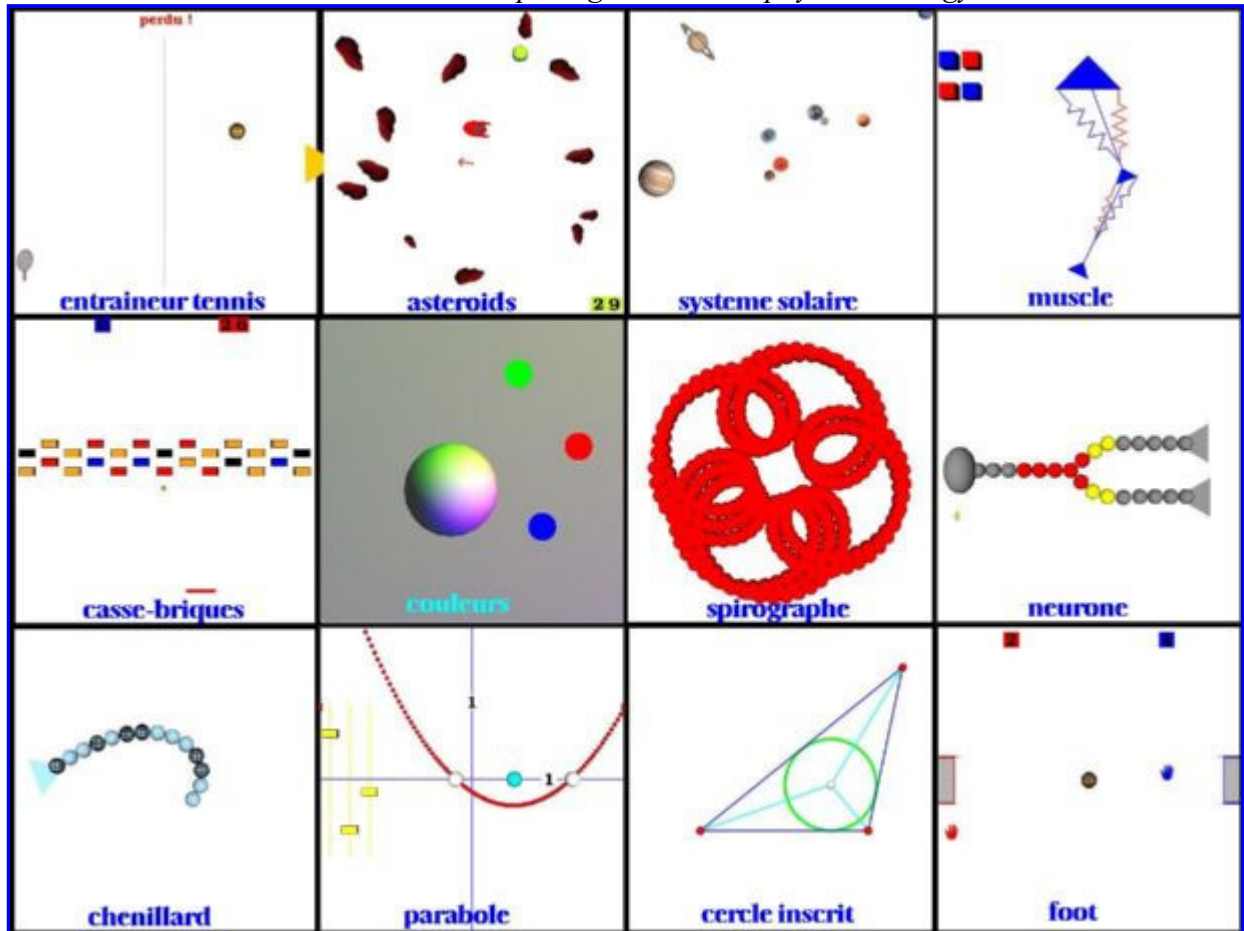 perdu !
entraineur tennis
asteroids
29
systeme solaire
muscle
20
casse-briques
couleurs
spirographe
neurone
chenillard
1
1
parabole
cercle inscrit
2
foot